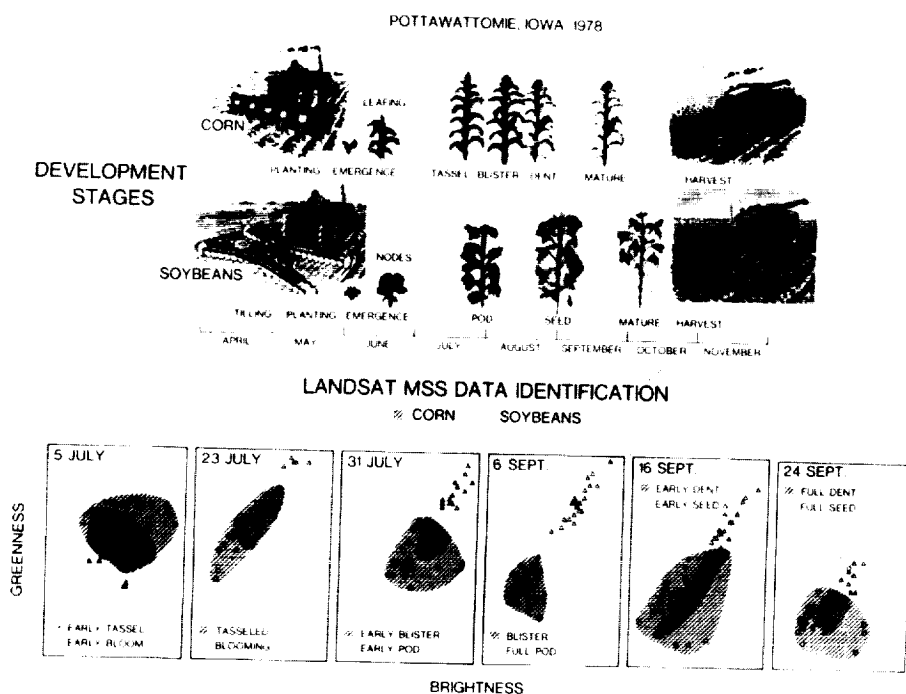 POTTAWATTOMIE, IOWA 1978
LEAFING
CORN
PLANTING EMERGENCE TASSEL BLISTER DENT MATURE HARVEST
DEVELOPMENT
STAGES
NODES
SOYBEANS
TILLING PLANTING EMERGENCE POD SEED MATURE HARVEST
APRIL MAY JUNE JULY AUGUST SEPTEMBER OCTOBER NOVEMBER
LANDSAT MSS DATA IDENTIFICATION
CORN SOYBEANS
5 JULY 23 JULY 31 JULY 6 SEPT. 16 SEPT. 24 SEPT.
EARLY DENT
EARLY SEED
FULL DENT
FULL SEED
GREENNESS
EARLY TASSEL
EARLY BLOOM
TASSELED
BLOOMING
EARLY BLISTER
EARLY POD
BLISTER
FULL POD
BRIGHTNESS